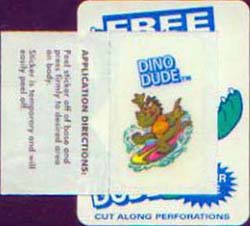 FREE
DINO
DUDE™
APPLICATION DIRECTIONS:
Peel sticker off of base and
press firmly to desired area
on body.
Sticker is temporary and will
easily peel off.
CUT ALONG PERFORATIONS